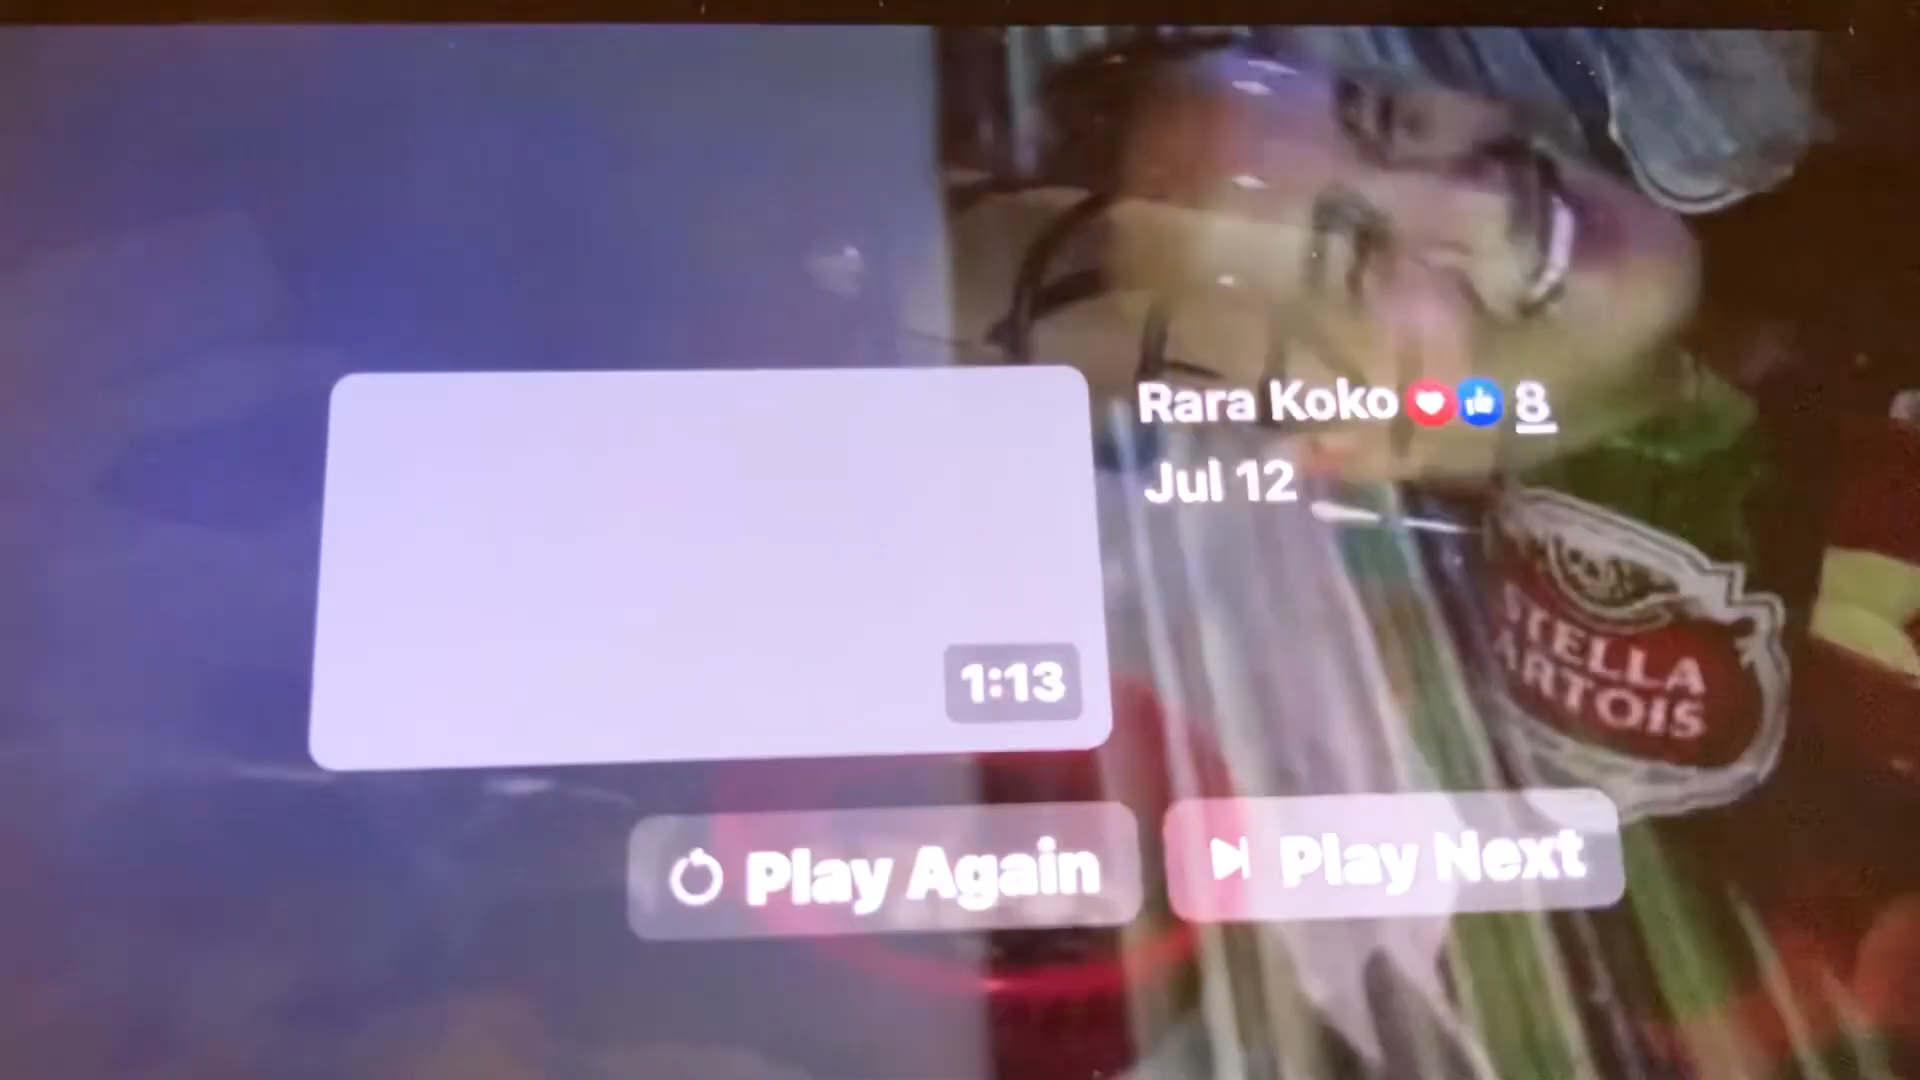 Rara Koko 8
Jul 12
STELLA
ARTOIS
1:13
Play Again
Play Next